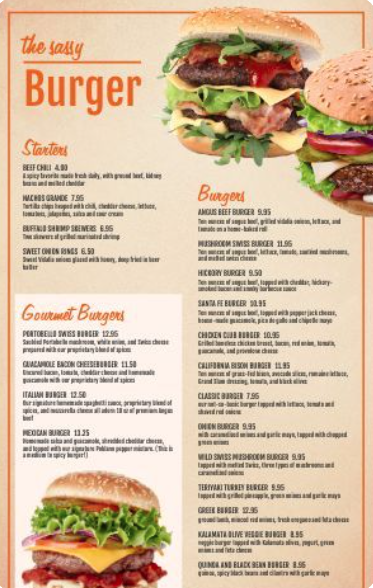 the sassy
Burger
Starters
BEEF CHILI 4.00
A spicy favorite made fresh daily, with ground beef, kidney
beans and melted cheddar
NACHOS GRANDE 7.95
Tortilla chips heaped with chili, cheddar cheese, lettuce,
tomatoes, jalapeños, salsa and sour cream
BUFFALO SHRIMP SKEWERS 6.95
Two skewers of grilled marinated shrimp
SWEET ONION RINGS 6.50
Sweet Vidalia onions glazed with honey, deep fried in beer
batter
Gourmet Burgers
PORTOBELLO SWISS BURGER 12.95
Sautéed Portobello mushroom, white onion, and Swiss cheese
prepared with our proprietary blend of spices
GUACAMOLE BACON CHEESEBURGER 11.50
Uncured bacon, tomato, cheddar cheese and homemade
guacamole with our proprietary blend of spices
ITALIAN BURGER 12.50
Our signature homemade spaghetti sauce, proprietary blend of
spices, and mozzarella cheese all adorn 10 oz of premium Angus
beef
MEXICAN BURGER 13.25
Homemade salsa and guacamole, shredded cheddar cheese,
and topped with our signature Poblano pepper mixture. (This is
a medium to spicy burger!)
Burgers
ANGUS BEEF BURGER 9.95
Ten ounces of angus beef, grilled vidalia onions, lettuce, and
tomato on a home-baked roll
MUSHROOM SWISS BURGER 11.95
Ten ounces of angus beef, lettuce, tomato, sautéed mushrooms,
and melted swiss cheese
HICKORY BURGER 9.50
Ten ounces of angus beef, topped with cheddar, hickory-
smoked bacon and smoky barbecue sauce
SANTA FE BURGER 10.95
Ten ounces of angus beef, topped with pepper jack cheese,
home-made guacamole, pico de gallo and chipotle mayo
CHICKEN CLUB BURGER 10.95
Grilled boneless chicken breast, bacon, red onion, tomato,
guacamole, and provolone cheese
CALIFORNIA BISON BURGER 11.95
Ten ounces of grass-fed bison, avocado slices, romaine lettuce,
Grand Slam dressing, tomato, and black olives
CLASSIC BURGER 7.95
our not-so-basic burger topped with lettuce, tomato and
shaved red onions
ONION BURGER 9.95
with caramelized onions and garlic mayo, topped with chopped
green onions
WILD SWISS MUSHROOM BURGER 9.95
topped with melted Swiss, three types of mushrooms and
caramelized onions
TERIYAKI TURKEY BURGER 9.95
topped with grilled pineapple, green onions and garlic mayo
GREEK BURGER 12.95
ground lamb, minced red onions, fresh oregano and feta cheese
KALAMATA OLIVE VEGGIE BURGER 8.95
veggie burger topped with Kalamata olives, yogurt, green
onions and feta cheese
QUINOA AND BLACK BEAN BURGER 8.95
quinoa, spicy black beans and cilantro with garlic mayo